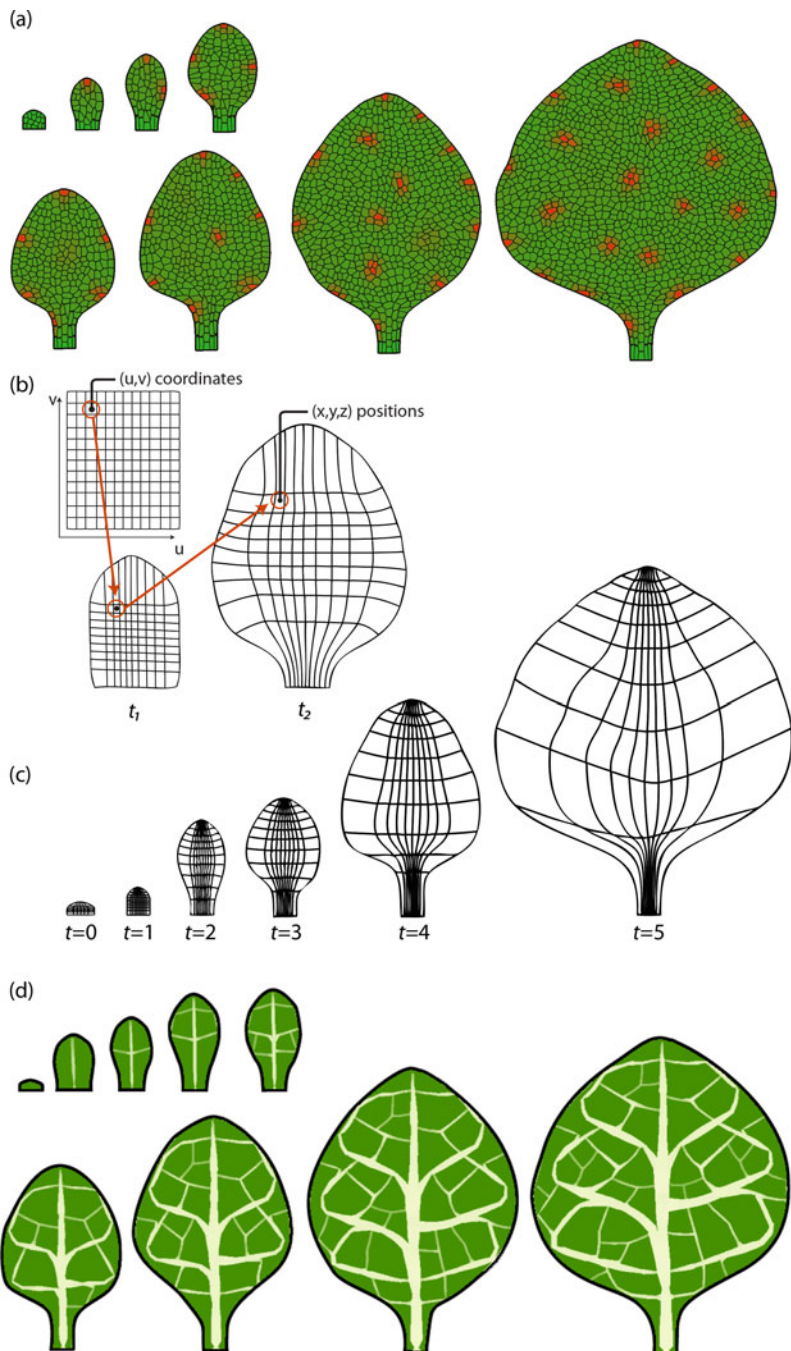 (a)
(b)
(u,v) coordinates
v
(x,y,z) positions
u
t1
t2
(c)
t=0
t=1
t=2
t=3
t=4
t=5
(d)